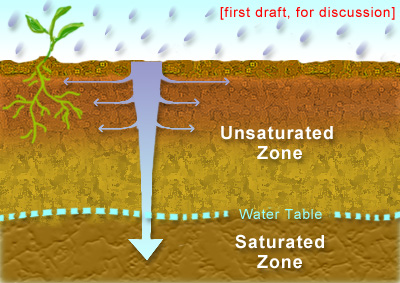 [first draft, for discussion]
Unsaturated
Zone
Water Table
Saturated
Zone